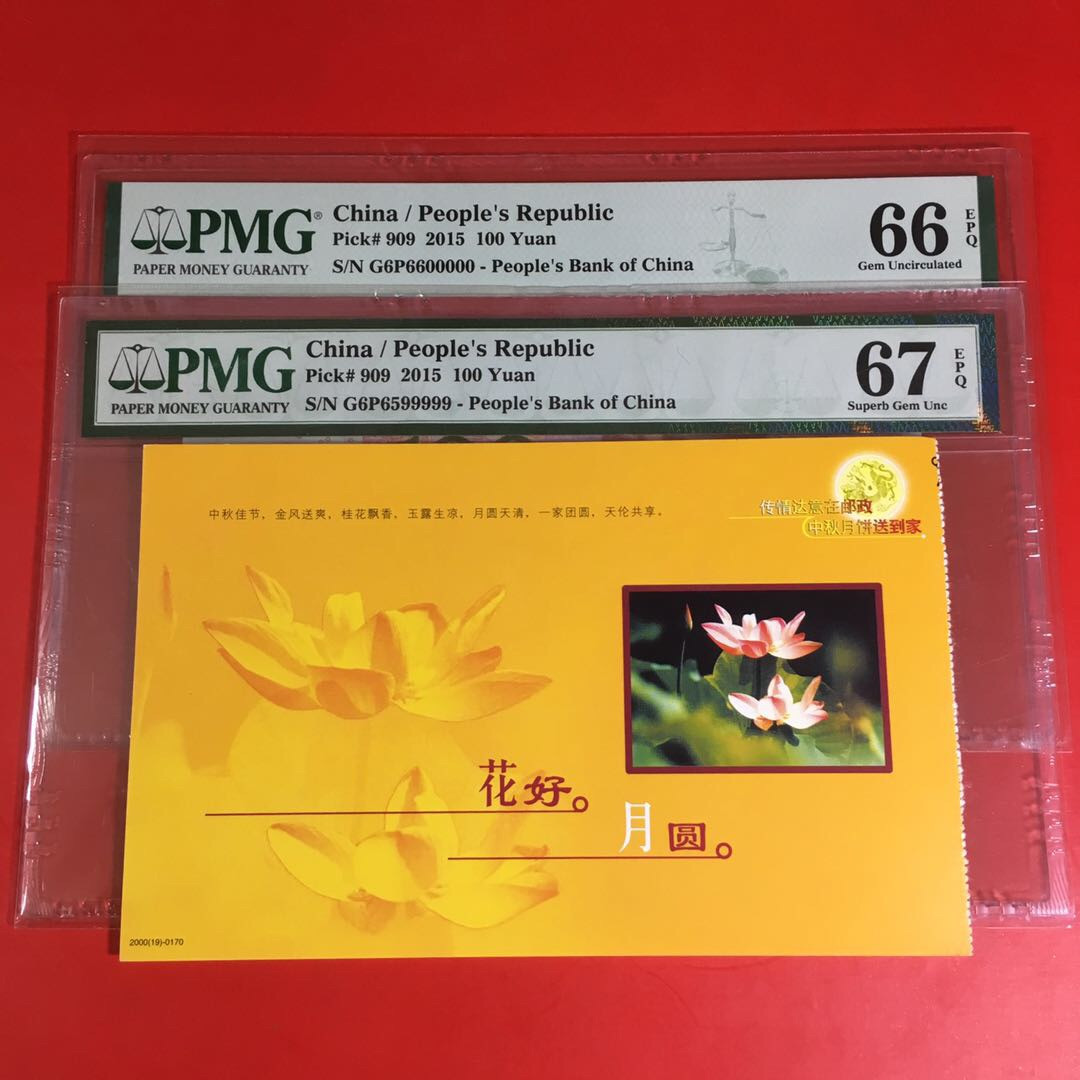 PMG®
PAPER MONEY GUARANTY
China / People's Republic
Pick# 909 2015 100 Yuan
S/N G6P6600000 - People's Bank of China
66
EPQ
Gem Uncirculated
PMG
PAPER MONEY GUARANTY
China / People's Republic
Pick# 909 2015 100 Yuan
S/N G6P6599999 - People's Bank of China
67
EPQ
Superb Gem Unc
中秋佳节，金风送爽，桂花飘香，玉露生凉，月圆天清，一家团圆，天伦共享。
传情达意在邮政
中秋月饼送到家
花好。
月圆。
2000(19)-0170